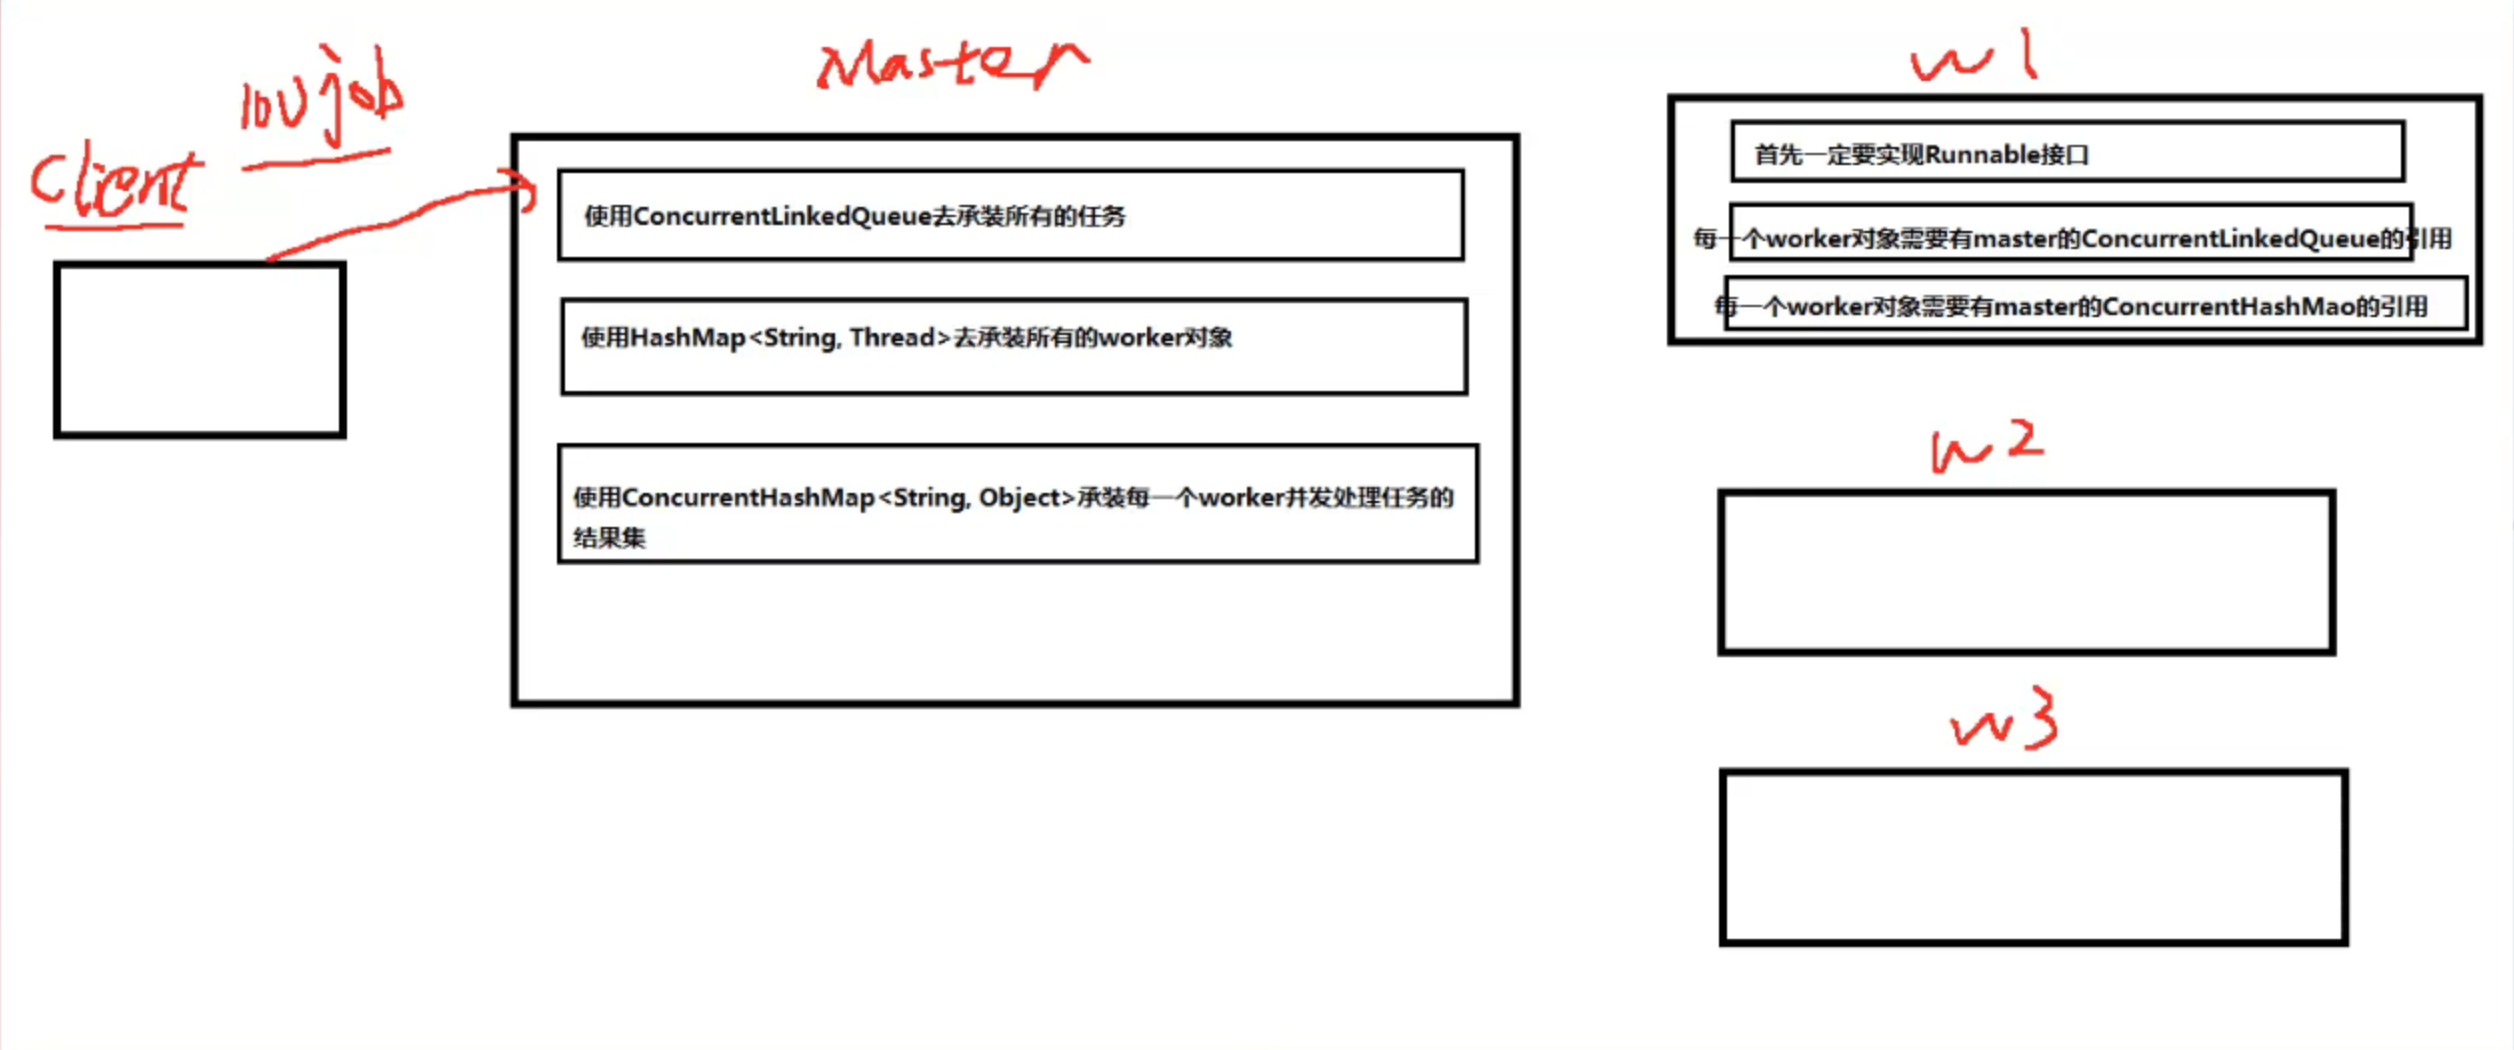 Client
100 job
Master
使用ConcurrentLinkedQueue去承装所有的任务
使用HashMap<String, Thread>去承装所有的worker对象
使用ConcurrentHashMap<String, Object>承装每一个worker并发处理任务的
结果集
w1
首先一定要实现Runnable接口
每一个worker对象需要有master的ConcurrentLinkedQueue的引用
每一个worker对象需要有master的ConcurrentHashMao的引用
w2
w3